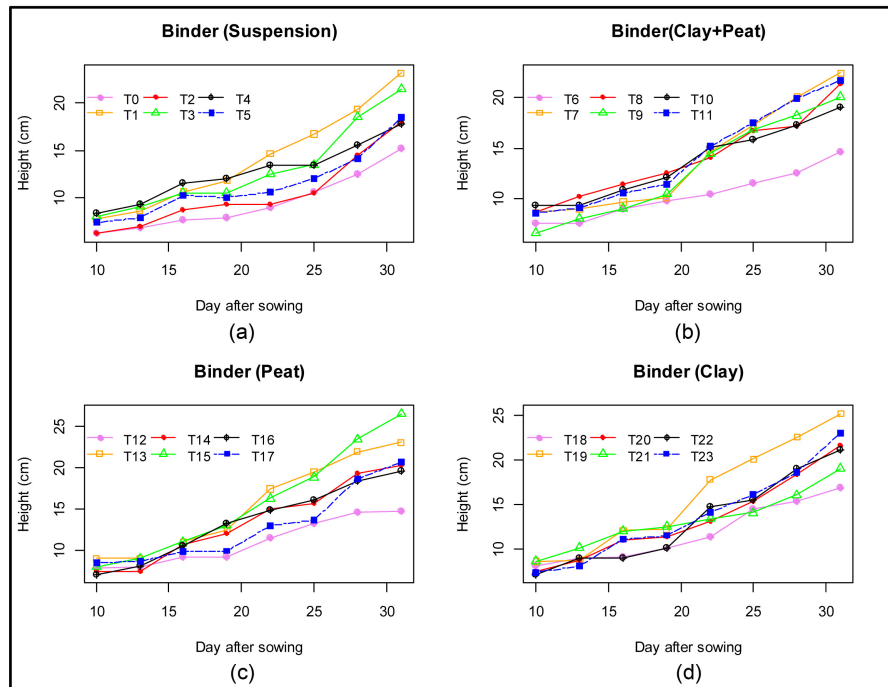 Binder (Suspension)
Height (cm)
20
15
10
T0 T2 T4
T1 T3 T5
10 15 20 25 30
Day after sowing
(a)
Binder(Clay+Peat)
Height (cm)
20
15
10
T6 T8 T10
T7 T9 T11
10 15 20 25 30
Day after sowing
(b)
Binder (Peat)
Height (cm)
25
20
15
10
T12 T14 T16
T13 T15 T17
10 15 20 25 30
Day after sowing
(c)
Binder (Clay)
Height (cm)
25
20
15
10
T18 T20 T22
T19 T21 T23
10 15 20 25 30
Day after sowing
(d)